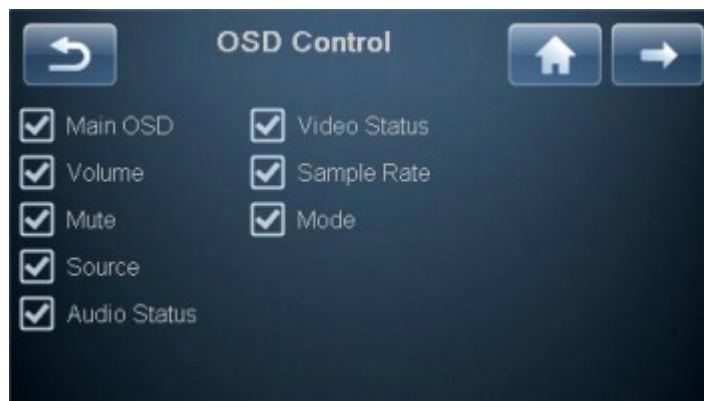 OSD Control
Main OSD
Volume
Mute
Source
Audio Status
Video Status
Sample Rate
Mode